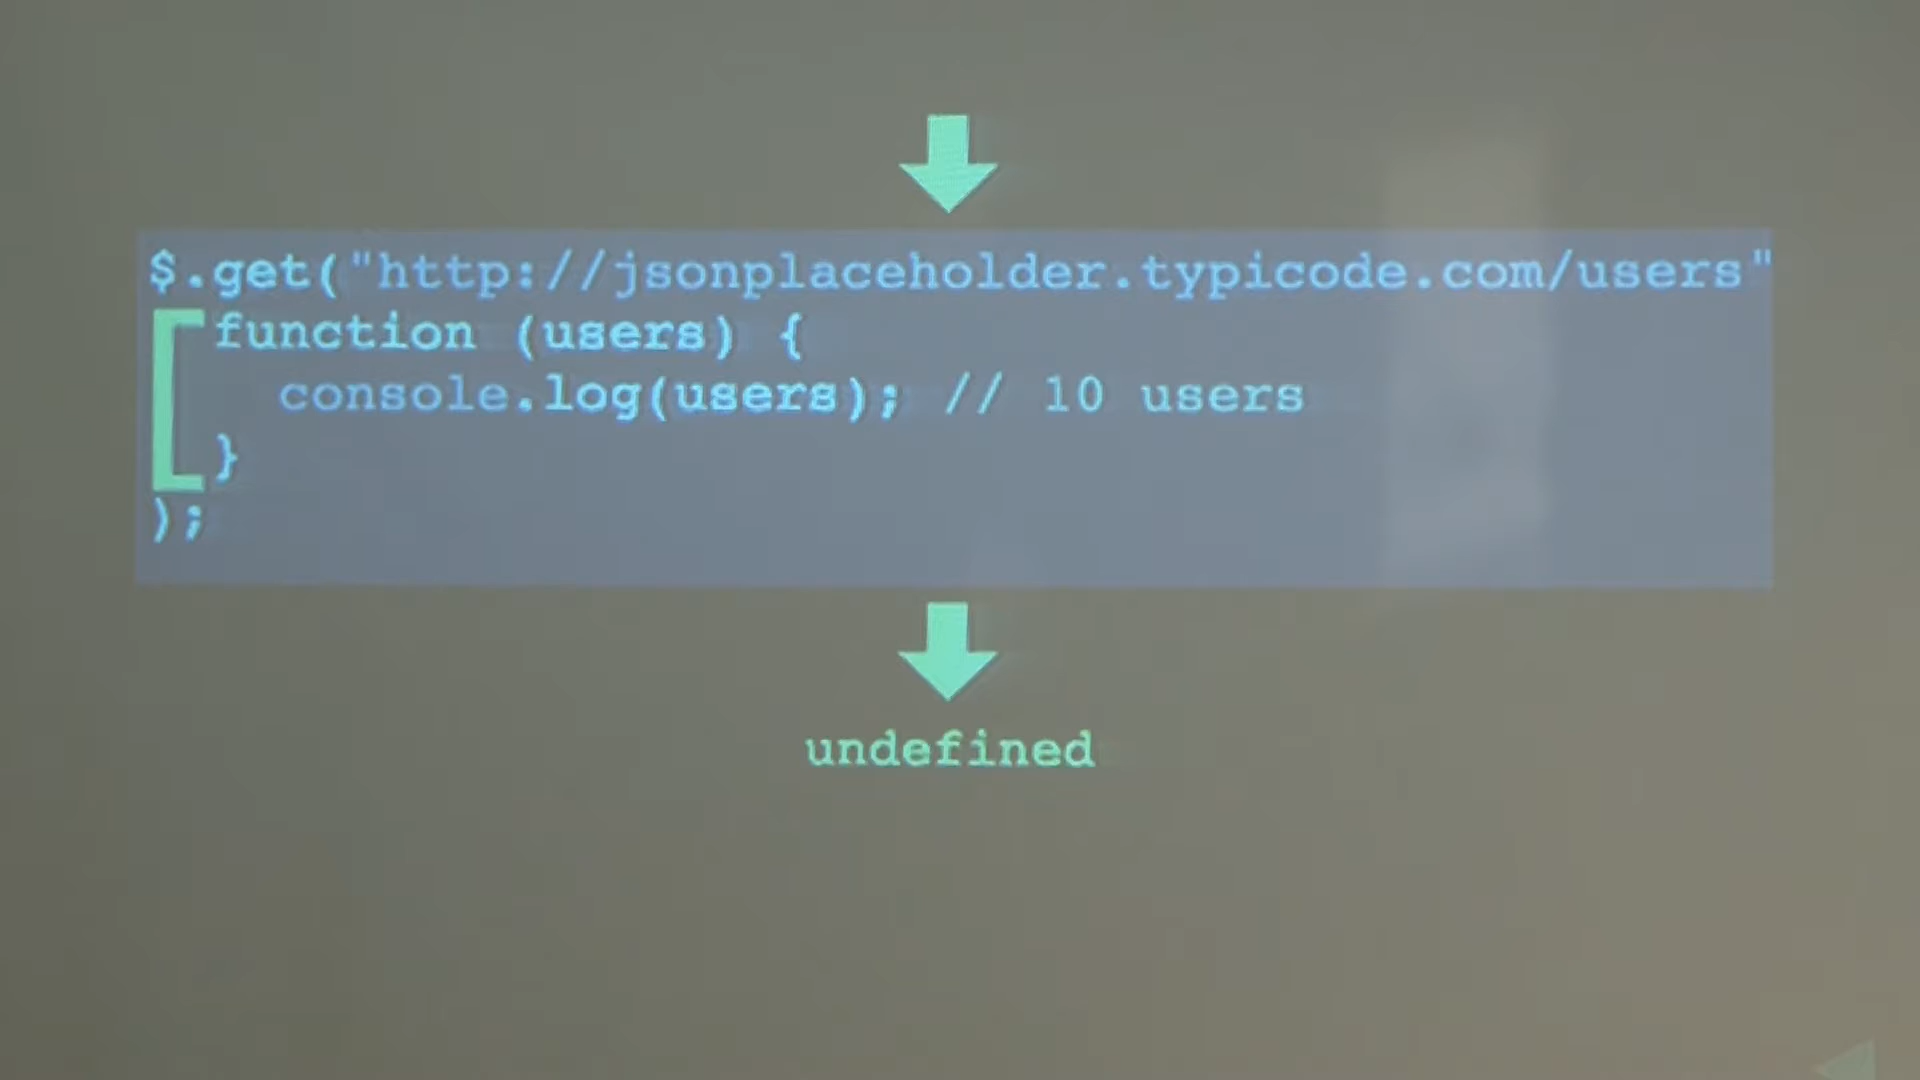 $.get("http://jsonplaceholder.typicode.com/users"
function (users) {
console.log(users); // 10 users
}
);
undefined